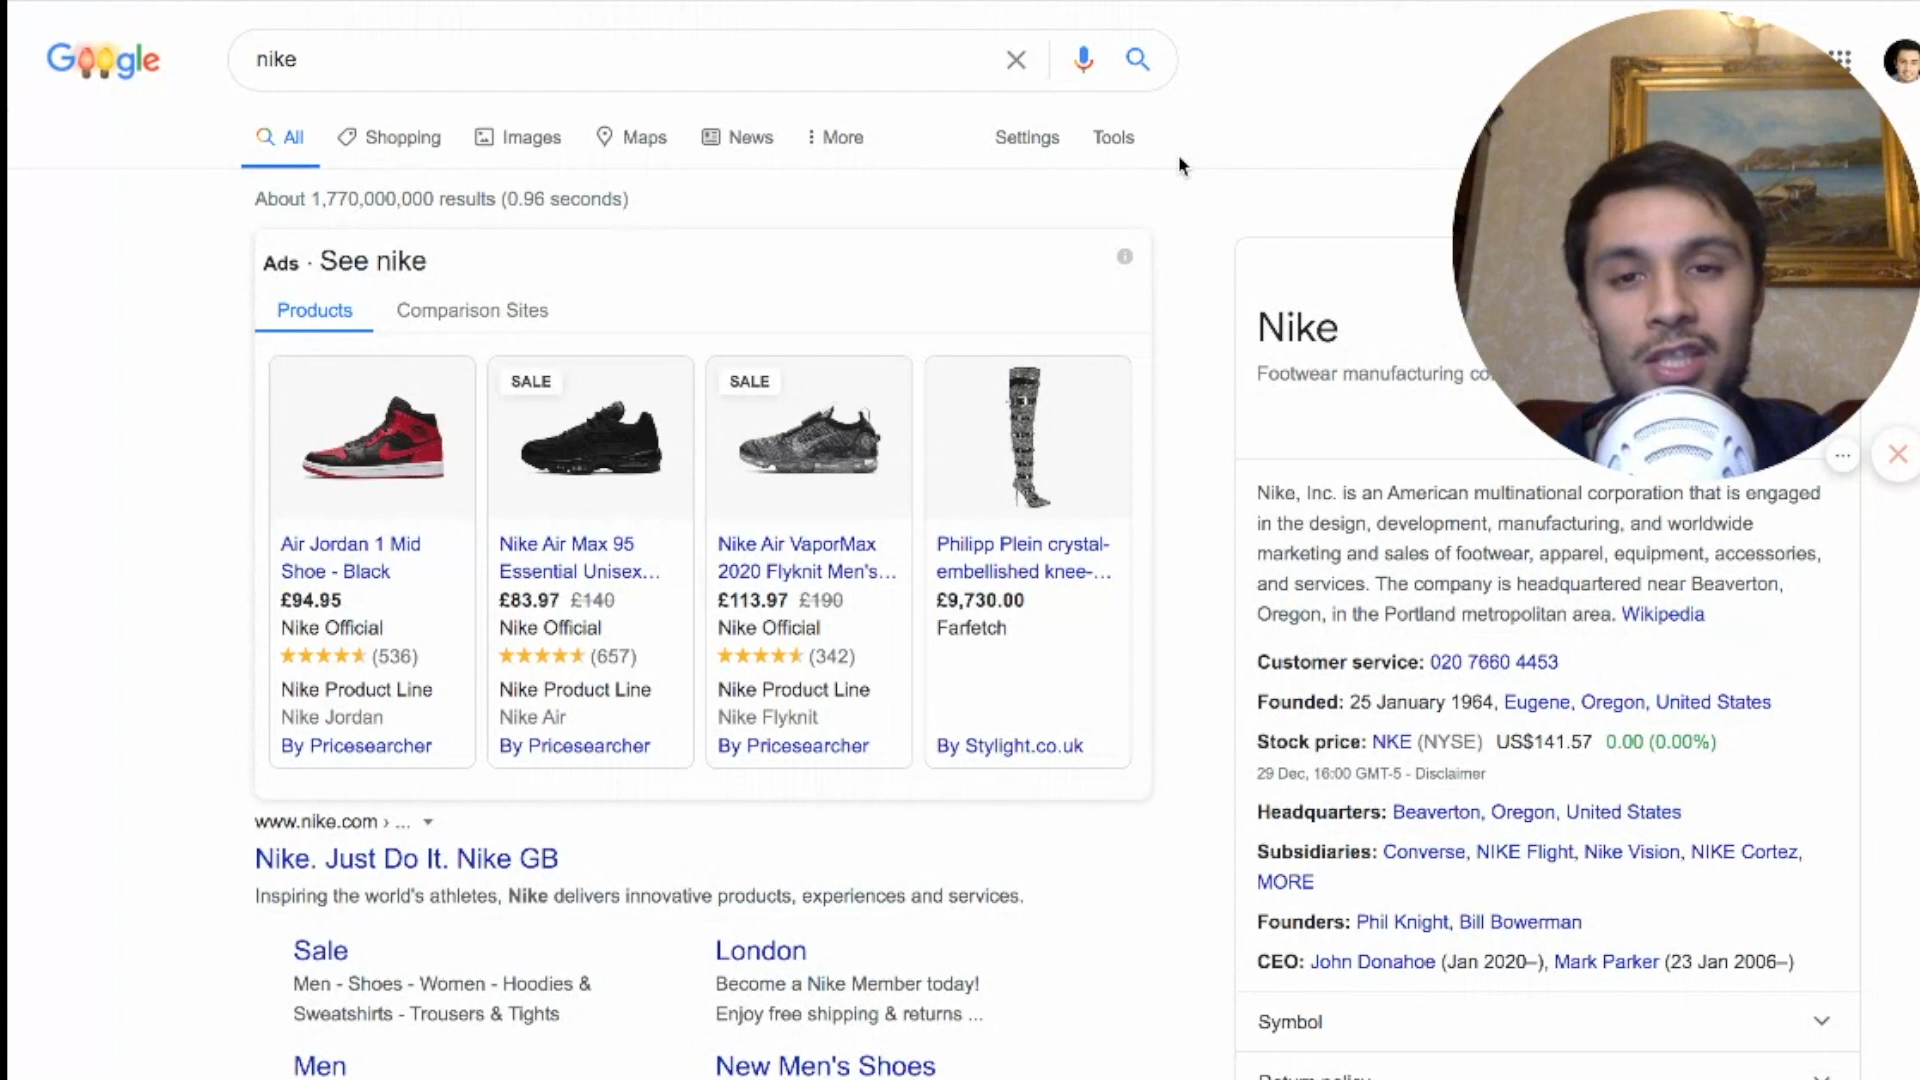 Google
nike
All
Shopping
Images
Maps
News
More
Settings
Tools
About 1,770,000,000 results (0.96 seconds)
Ads · See nike
Products
Comparison Sites
SALE
SALE
Air Jordan 1 Mid
Shoe - Black
£94.95
Nike Official
(536)
Nike Product Line
Nike Jordan
By Pricesearcher
Nike Air Max 95
Essential Unisex...
£83.97 £140
Nike Official
(657)
Nike Product Line
Nike Air
By Pricesearcher
Nike Air VaporMax
2020 Flyknit Men's...
£113.97 £190
Nike Official
(342)
Nike Product Line
Nike Flyknit
By Pricesearcher
Philipp Plein crystal-
embellished knee-...
£9,730.00
Farfetch
By Stylight.co.uk
www.nike.com › ...
Nike. Just Do It. Nike GB
Inspiring the world's athletes, Nike delivers innovative products, experiences and services.
Sale
Men - Shoes - Women - Hoodies &
Sweatshirts - Trousers & Tights
London
Become a Nike Member today!
Enjoy free shipping & returns ...
Men
New Men's Shoes
Nike
Footwear manufacturing
Nike, Inc. is an American multinational corporation that is engaged
in the design, development, manufacturing, and worldwide
marketing and sales of footwear, apparel, equipment, accessories,
and services. The company is headquartered near Beaverton,
Oregon, in the Portland metropolitan area. Wikipedia
Customer service: 020 7660 4453
Founded: 25 January 1964, Eugene, Oregon, United States
Stock price: NKE (NYSE) US$141.57 0.00 (0.00%)
29 Dec, 16:00 GMT-5 - Disclaimer
Headquarters: Beaverton, Oregon, United States
Subsidiaries: Converse, NIKE Flight, Nike Vision, NIKE Cortez,
MORE
Founders: Phil Knight, Bill Bowerman
CEO: John Donahoe (Jan 2020–), Mark Parker (23 Jan 2006–)
Symbol